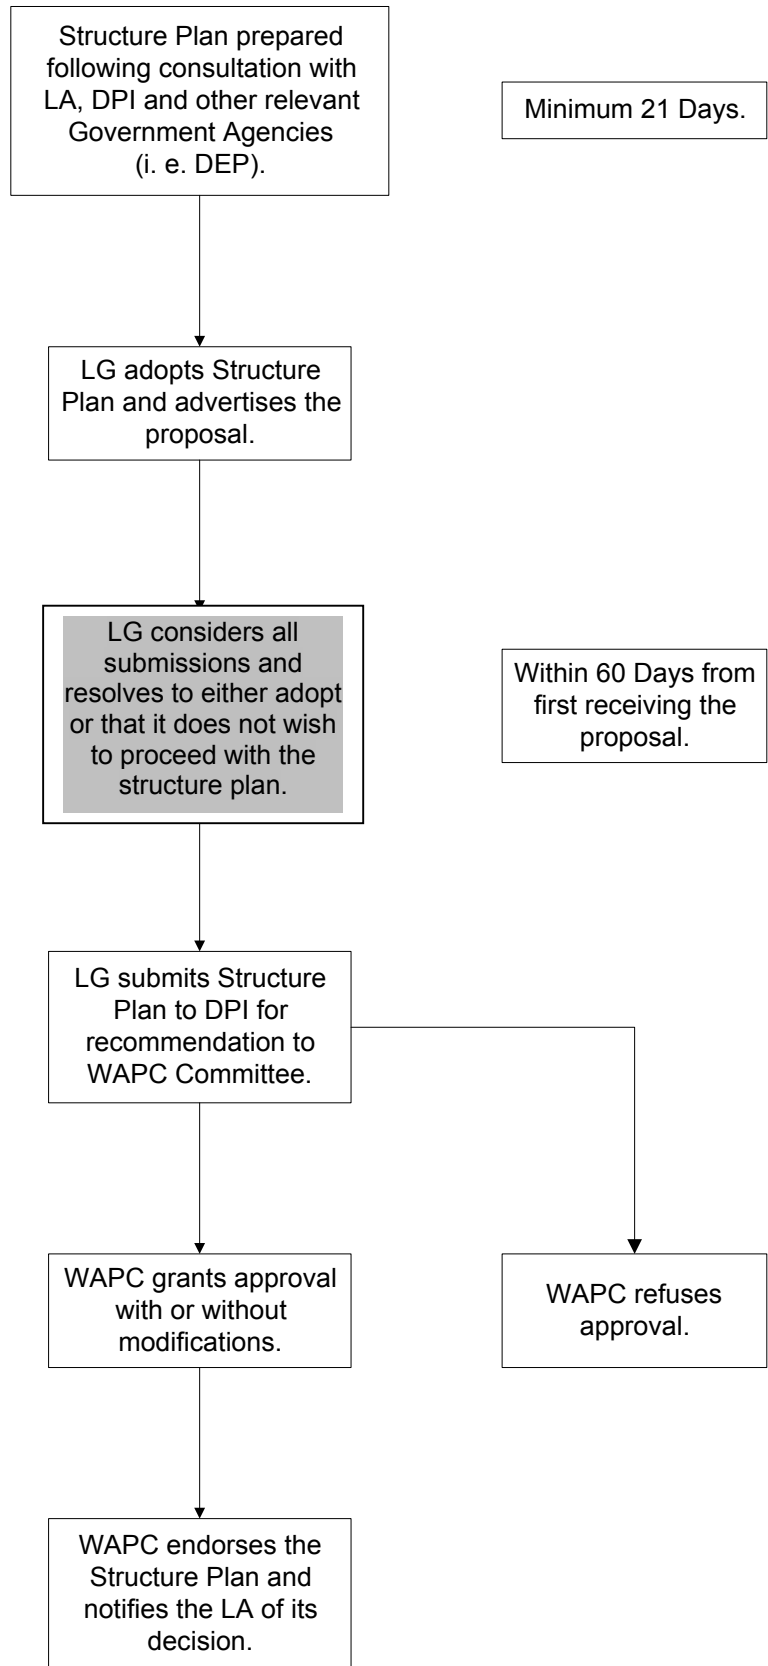 Structure Plan prepared
following consultation with
LA, DPI and other relevant
Government Agencies
(i. e. DEP).
Minimum 21 Days.
LG adopts Structure
Plan and advertises the
proposal.
LG considers all
submissions and
resolves to either adopt
or that it does not wish
to proceed with the
structure plan.
Within 60 Days from
first receiving the
proposal.
LG submits Structure
Plan to DPI for
recommendation to
WAPC Committee.
WAPC grants approval
with or without
modifications.
WAPC refuses
approval.
WAPC endorses the
Structure Plan and
notifies the LA of its
decision.